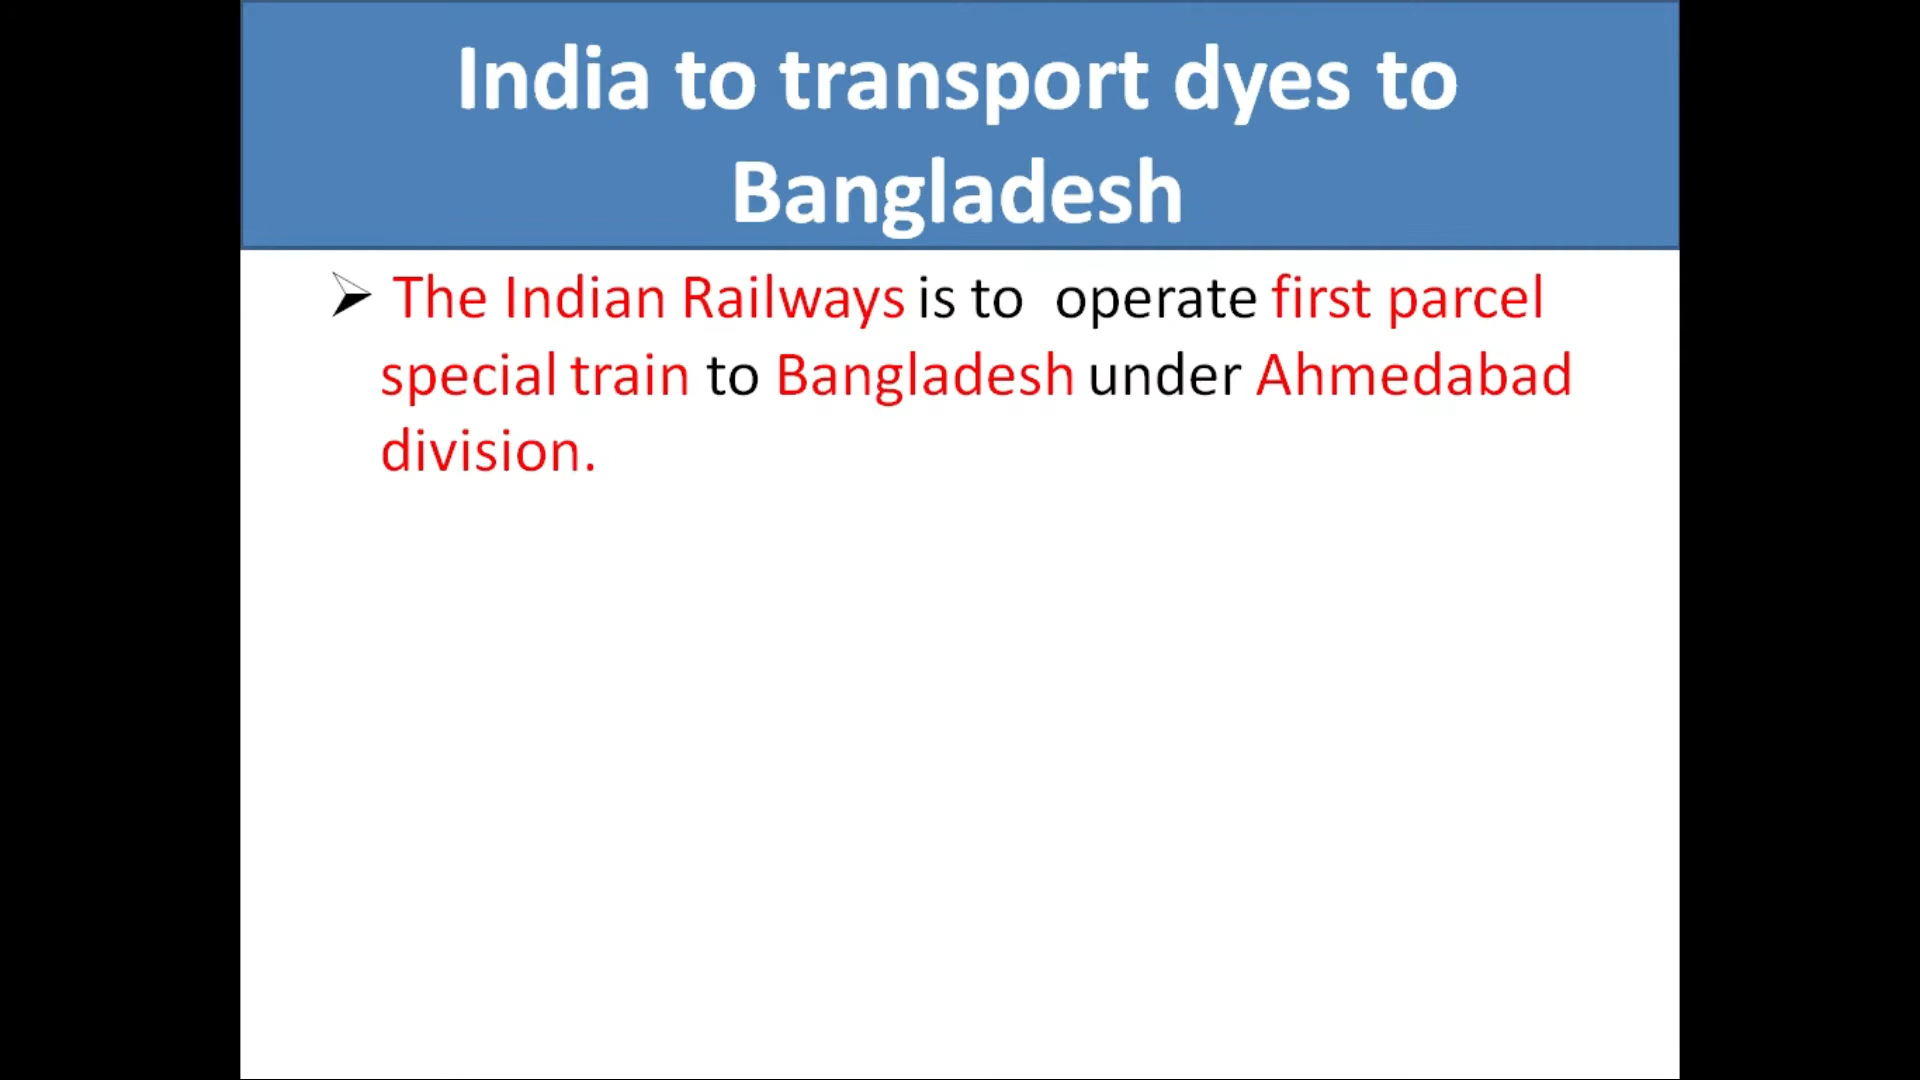 India to transport dyes to
Bangladesh
➢ The Indian Railways is to operate first parcel
special train to Bangladesh under Ahmedabad
division.